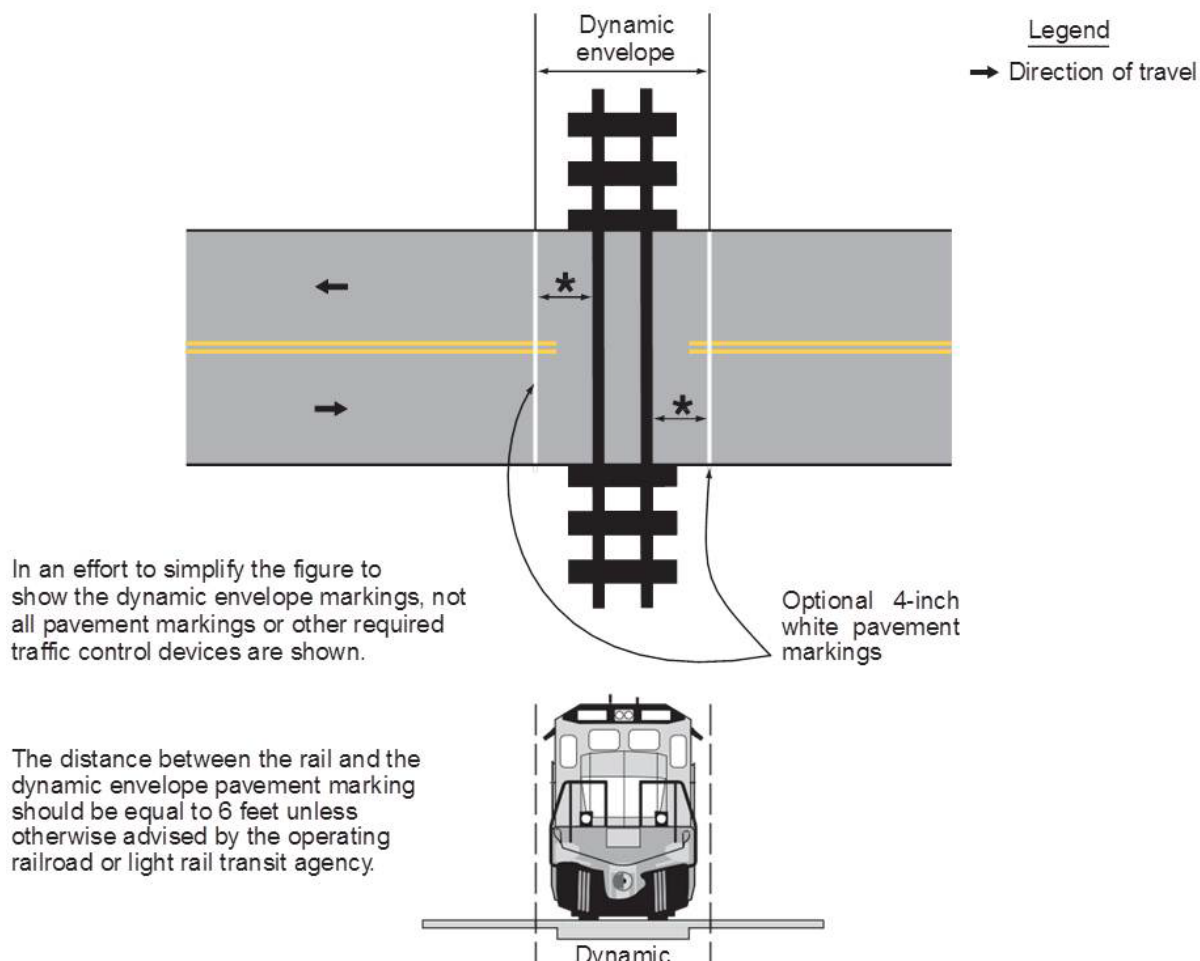 Dynamic
envelope
Legend
Direction of travel
*
*
In an effort to simplify the figure to
show the dynamic envelope markings, not
all pavement markings or other required
traffic control devices are shown.
Optional 4-inch
white pavement
markings
The distance between the rail and the
dynamic envelope pavement marking
should be equal to 6 feet unless
otherwise advised by the operating
railroad or light rail transit agency.
Dynamic